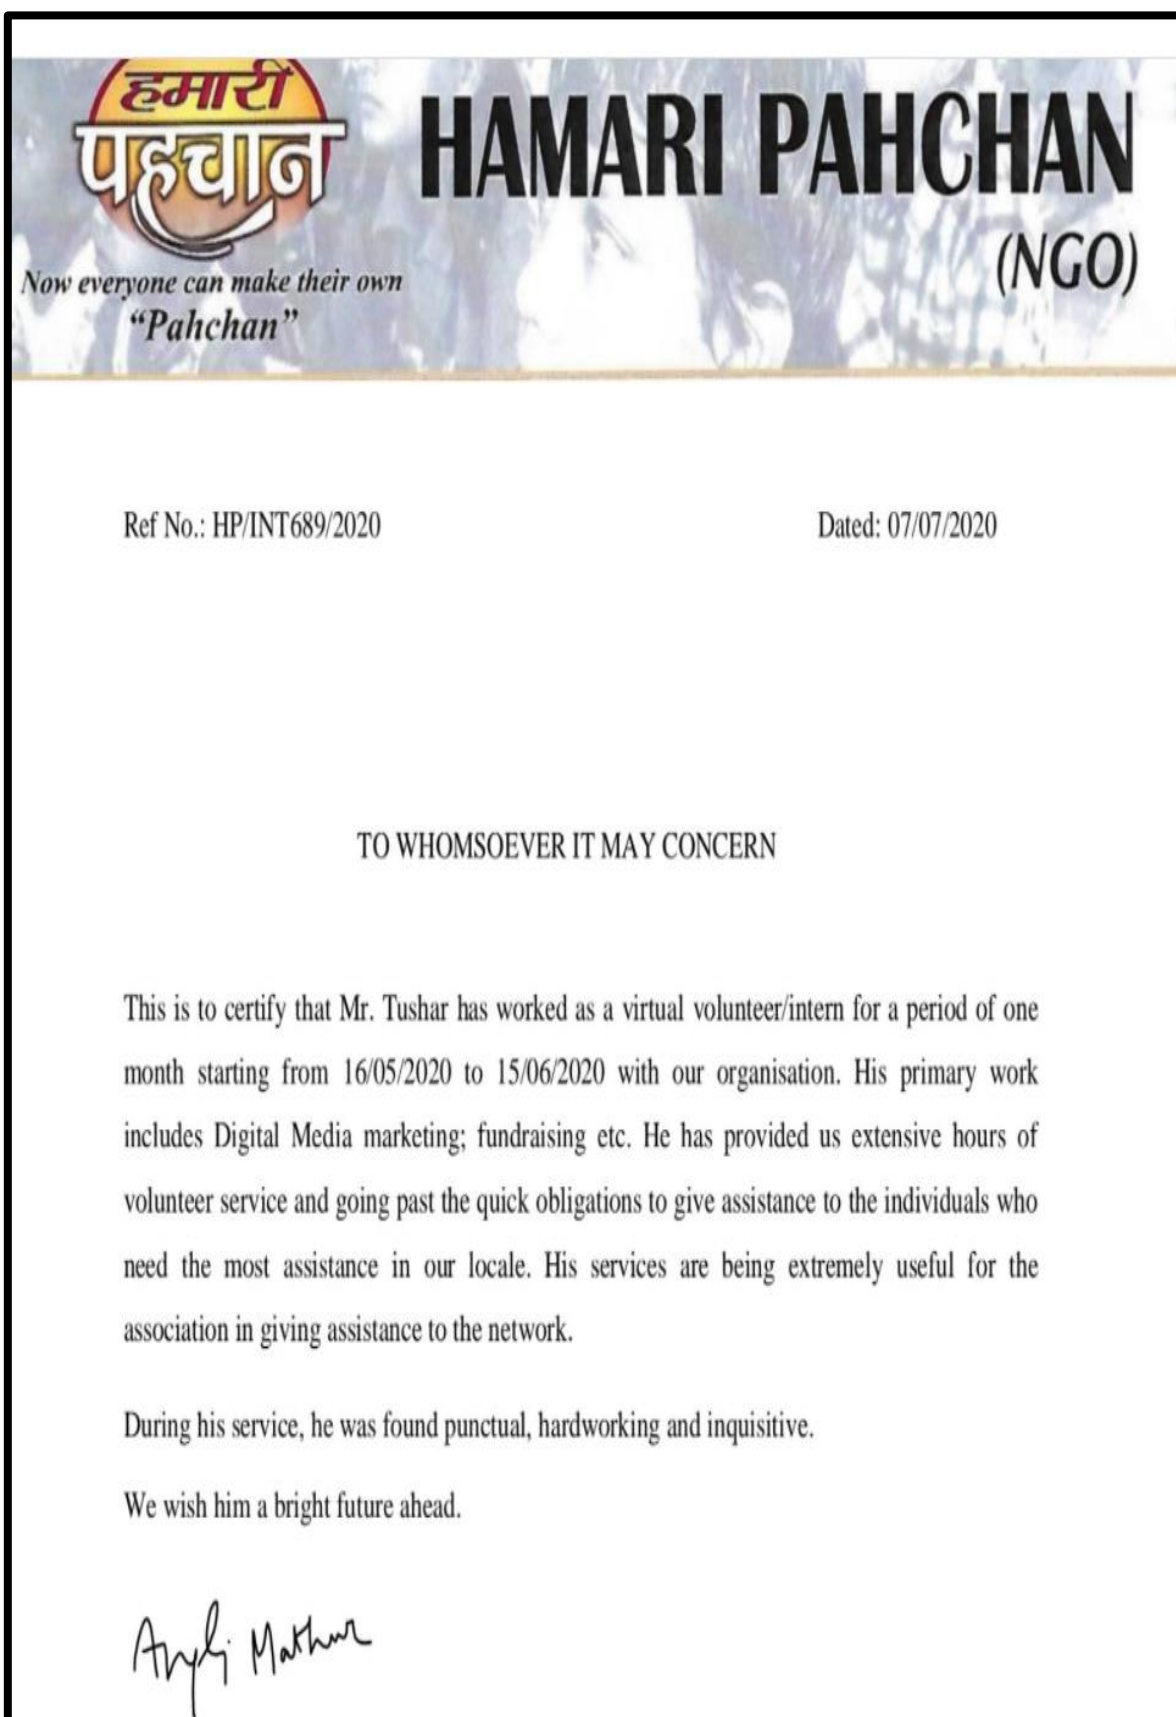 हमारी
पहचान
HAMARI PAHCHAN
(NGO)
Now everyone can make their own
“Pahchan”
Ref No.: HP/INT689/2020 Dated: 07/07/2020
TO WHOMSOEVER IT MAY CONCERN
This is to certify that Mr. Tushar has worked as a virtual volunteer/intern for a period of one
month starting from 16/05/2020 to 15/06/2020 with our organisation. His primary work
includes Digital Media marketing; fundraising etc. He has provided us extensive hours of
volunteer service and going past the quick obligations to give assistance to the individuals who
need the most assistance in our locale. His services are being extremely useful for the
association in giving assistance to the network.
During his service, he was found punctual, hardworking and inquisitive.
We wish him a bright future ahead.
Mathur